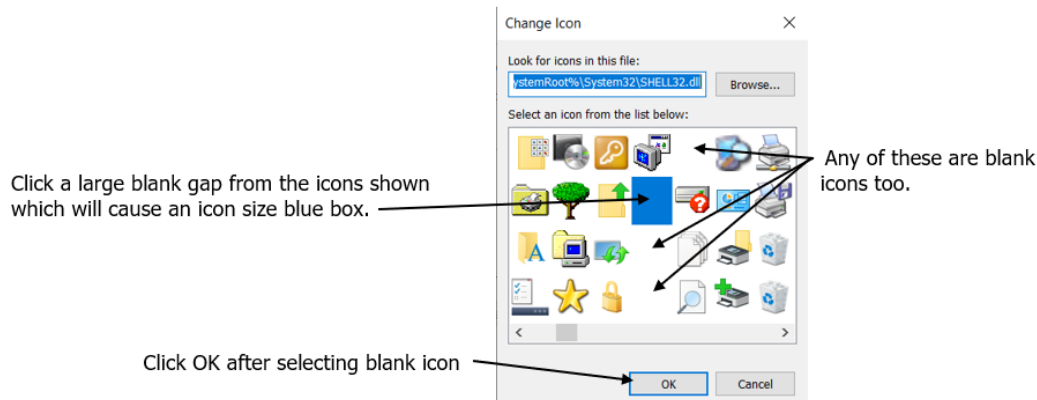 Change Icon
Look for icons in this file:
ystemRoot%\System32\SHELL32.dll
Browse...
Select an icon from the list below:
Any of these are blank
icons too.
Click a large blank gap from the icons shown
which will cause an icon size blue box.
A
Click OK after selecting blank icon
OK
Cancel